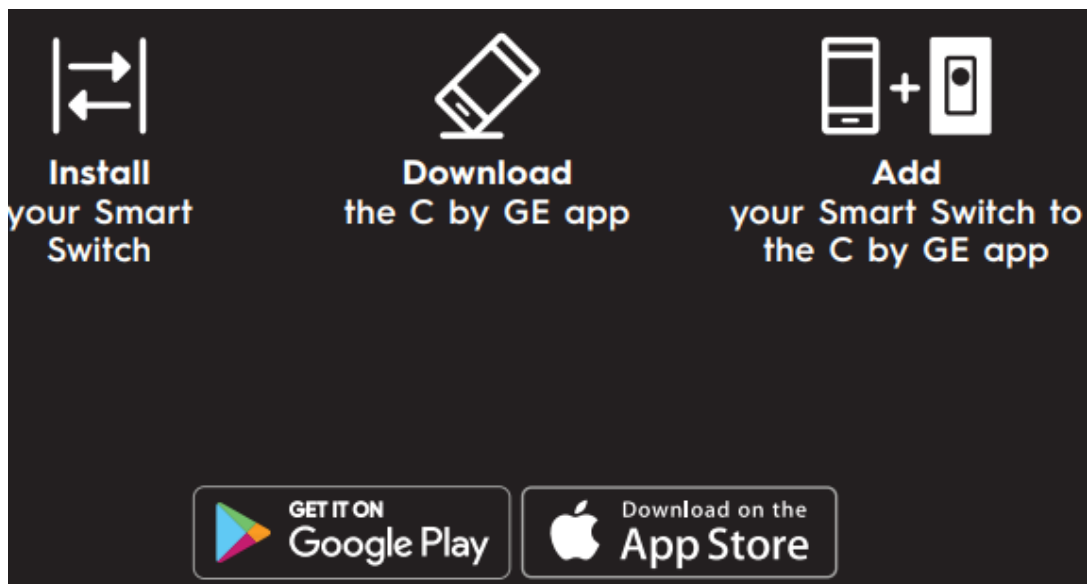 Install
your Smart
Switch
Download
the C by GE app
Add
your Smart Switch to
the C by GE app
GET IT ON
Google Play
Download on the
App Store